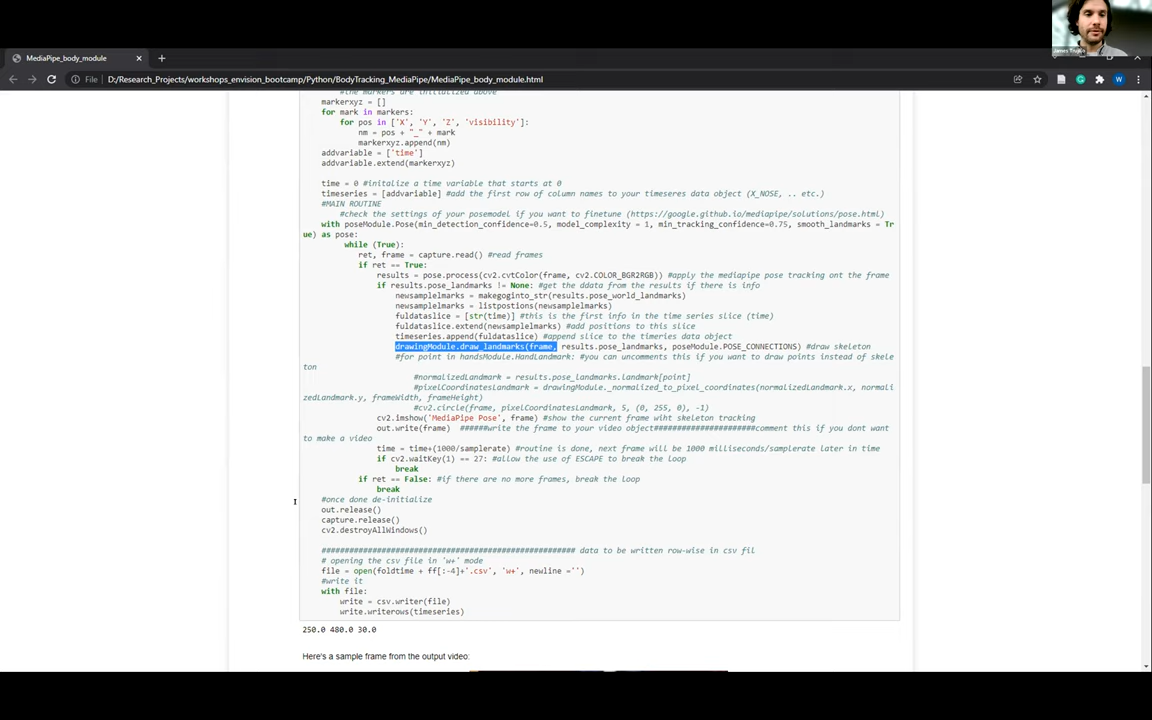 James Trujillo
MediaPipe_body_module
File D:/Research_Projects/workshops_envision_bootcamp/Python/BodyTracking_MediaPipe/MediaPipe_body_module.html
#the markers are initialized above
markerxyz = []
for mark in markers:
for pos in ['X', 'Y', 'Z', 'visibility']:
nm = pos + "_" + mark
markerxyz.append(nm)
addvariable = ['time']
addvariable.extend(markerxyz)
time = 0 #initalize a time variable that starts at 0
timeseries = [addvariable] #add the first row of column names to your timeseres data object (X_NOSE, .. etc.)
#MAIN ROUTINE
#check the settings of your posemodel if you want to finetune (https://google.github.io/mediapipe/solutions/pose.html)
with poseModule.Pose(min_detection_confidence=0.5, model_complexity = 1, min_tracking_confidence=0.75, smooth_landmarks = Tr
ue) as pose:
while (True):
ret, frame = capture.read() #read frames
if ret == True:
results = pose.process(cv2.cvtColor(frame, cv2.COLOR_BGR2RGB)) #apply the mediapipe pose tracking ont the frame
if results.pose_landmarks != None: #get the ddata from the results if there is info
newsamplelmarks = makegoginto_str(results.pose_world_landmarks)
newsamplelmarks = listpostions(newsamplelmarks)
fuldataslice = [str(time)] #this is the first info in the time series slice (time)
fuldataslice.extend(newsamplelmarks) #add positions to this slice
timeseries.append(fuldataslice) #append slice to the timeries data object
drawingModule.draw_landmarks(frame, results.pose_landmarks, poseModule.POSE_CONNECTIONS) #draw skeleton
#for point in handsModule.HandLandmark: #you can uncomments this if you want to draw points instead of skele
ton
#normalizedLandmark = results.pose_landmarks.landmark[point]
#pixelCoordinatesLandmark = drawingModule._normalized_to_pixel_coordinates(normalizedLandmark.x, normali
zedLandmark.y, frameWidth, frameHeight)
#cv2.circle(frame, pixelCoordinatesLandmark, 5, (0, 255, 0), -1)
cv2.imshow('MediaPipe Pose', frame) #show the current frame wiht skeleton tracking
out.write(frame)  ######write the frame to your video object######################comment this if you dont want
to make a video
time = time+(1000/samplerate) #routine is done, next frame will be 1000 milliseconds/samplerate later in time
if cv2.waitKey(1) == 27: #allow the use of ESCAPE to break the loop
break
if ret == False: #if there are no more frames, break the loop
break
#once done de-initialize
out.release()
capture.release()
cv2.destroyAllWindows()
####################################################### data to be written row-wise in csv fil
# opening the csv file in 'w+' mode
file = open(foldtime + ff[:-4]+'.csv', 'w+', newline ='')
#write it
with file:
write = csv.writer(file)
write.writerows(timeseries)
250.0 480.0 30.0
Here's a sample frame from the output video: